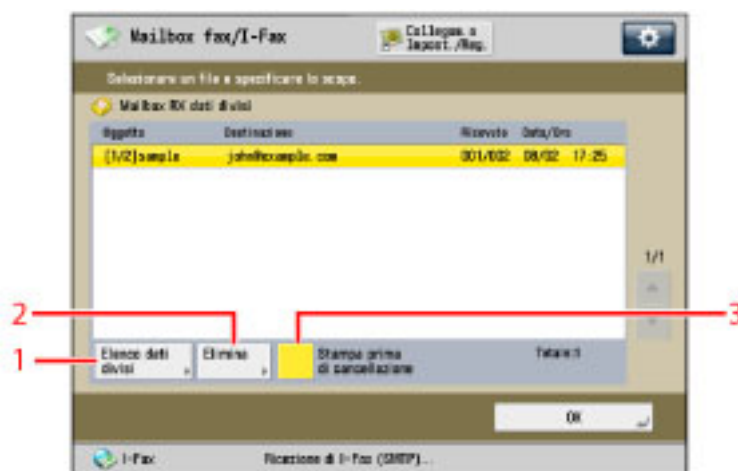 Mailbox fax/I-Fax
Collegam. a
Impost./Reg.
Selezionare un file e specificare lo scopo.
Mailbox RX dati divisi
Oggetto Destinazione Ricevuto Data/Ora
(1/2)sample john@example.com 001/002 08/02 17:25
1/1
2
3
1
Elenco dati
divisi
Elimina
Stampa prima
di cancellazione
Totale:1
OK
I-Fax
Ricezione di I-Fax (SMTP)...